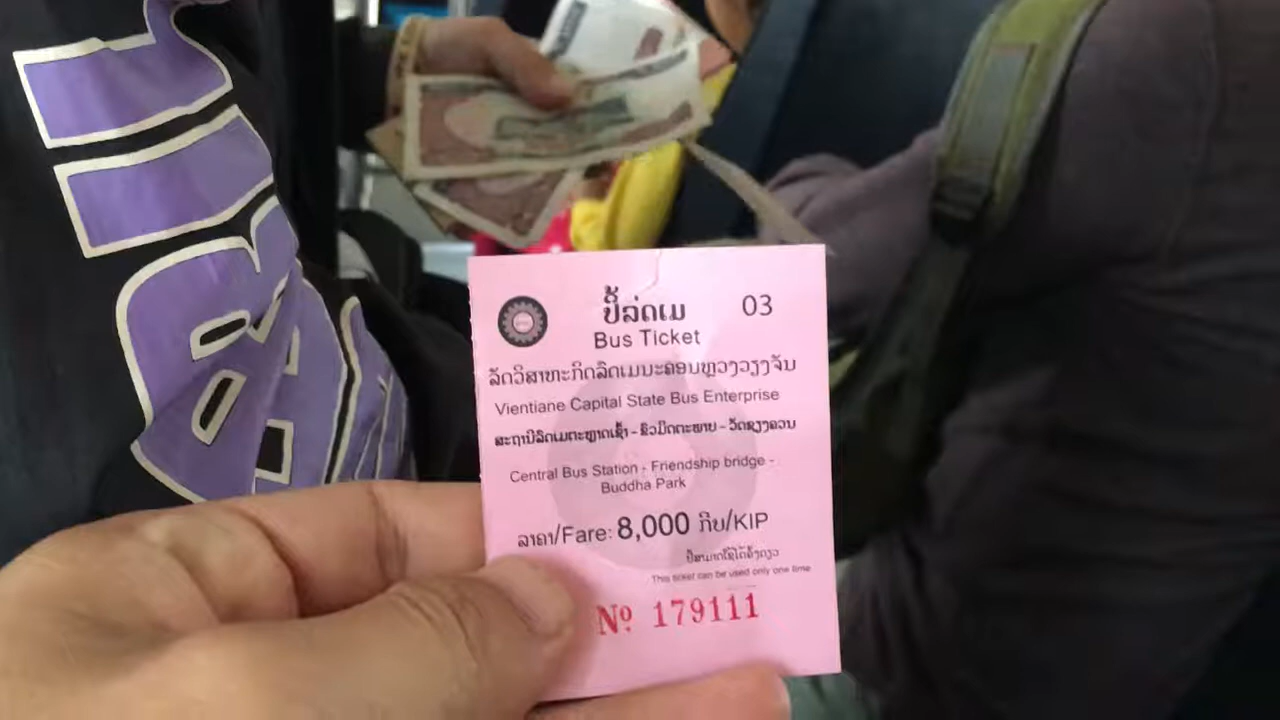 ປີ້ລົດເມ 03
Bus Ticket
ລັດວິສາຫະກິດລົດເມນະຄອນຫຼວງວຽງຈັນ
Vientiane Capital State Bus Enterprise
ສະຖານີລົດເມຕະຫຼາດເຊົ້າ - ຂົວມິດຕະພາບ - ວັດຊຽງຄວນ
Central Bus Station - Friendship bridge -
Buddha Park
ລາຄາ/Fare: 8,000 ກີບ/KIP
This ticket can be used only one time
Nº 179111